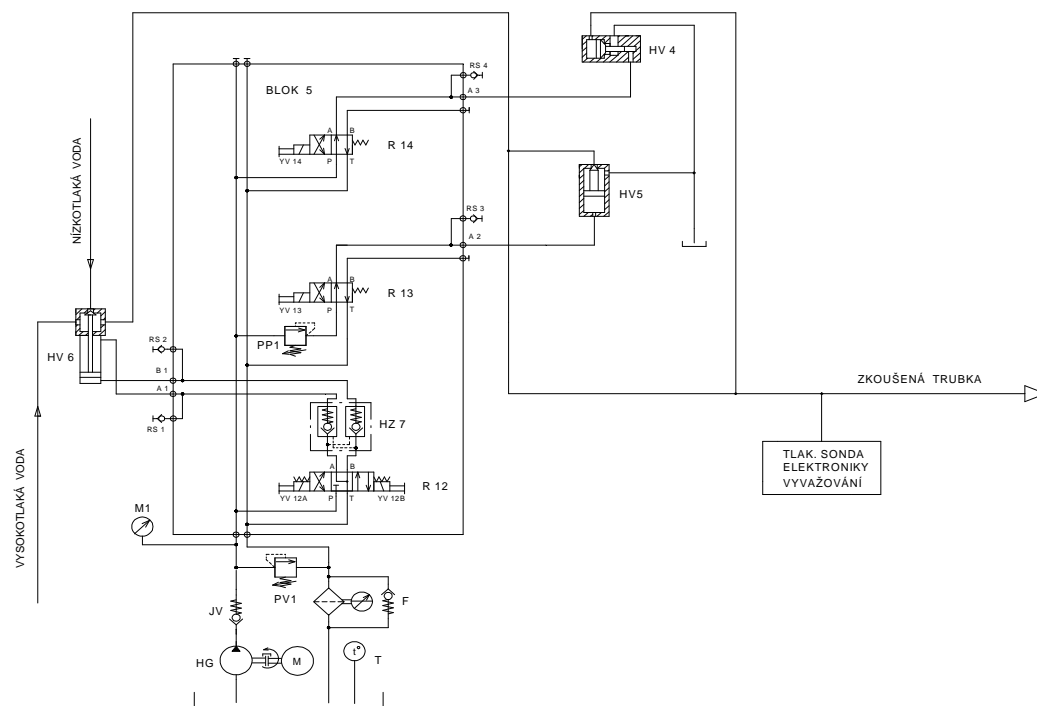 RS 4
HV 4
BLOK 5
A 3
A B
R 14
YV 14 P T
NÍZKOTLAKÁ VODA
HV5
RS 3
A 2
A B
R 13
YV 13 P T
PP1
RS 2
HV 6
B 1
A 1
RS 1
ZKOUŠENÁ TRUBKA
HZ 7
TLAK. SONDA
ELEKTRONIKY
VYVAŽOVÁNÍ
A B
R 12
YV 12A P T YV 12B
M1
VYSOKOTLAKÁ VODA
PV1
F
JV
t°
T
HG
M